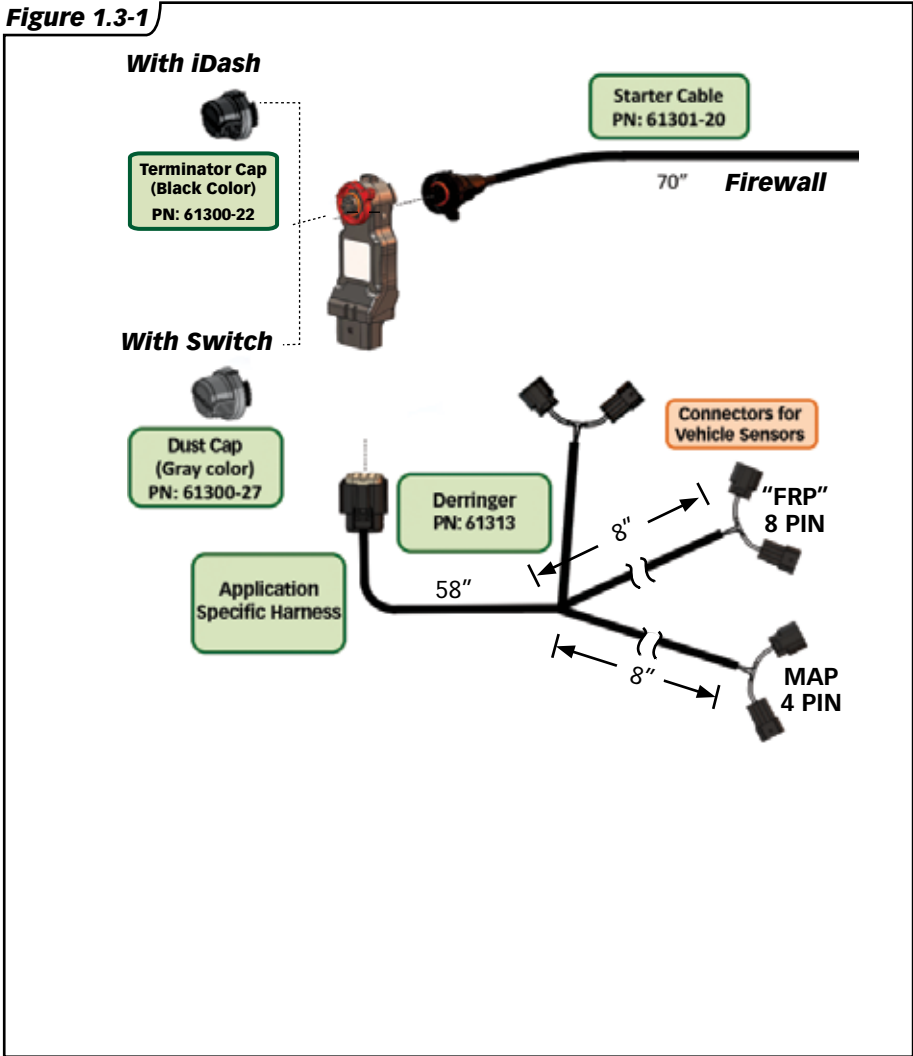 Figure 1.3-1
With iDash
Terminator Cap
(Black Color)
PN: 61300-22
Starter Cable
PN: 61301-20
70"
Firewall
With Switch
Dust Cap
(Gray color)
PN: 61300-27
Derringer
PN: 61313
Connectors for
Vehicle Sensors
"FRP"
8 PIN
8"
Application
Specific Harness
58"
8"
MAP
4 PIN